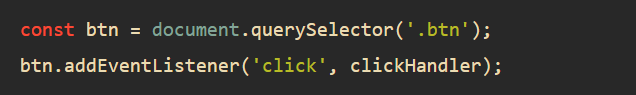 const btn = document.querySelector('.btn');
btn.addEventListener('click', clickHandler);